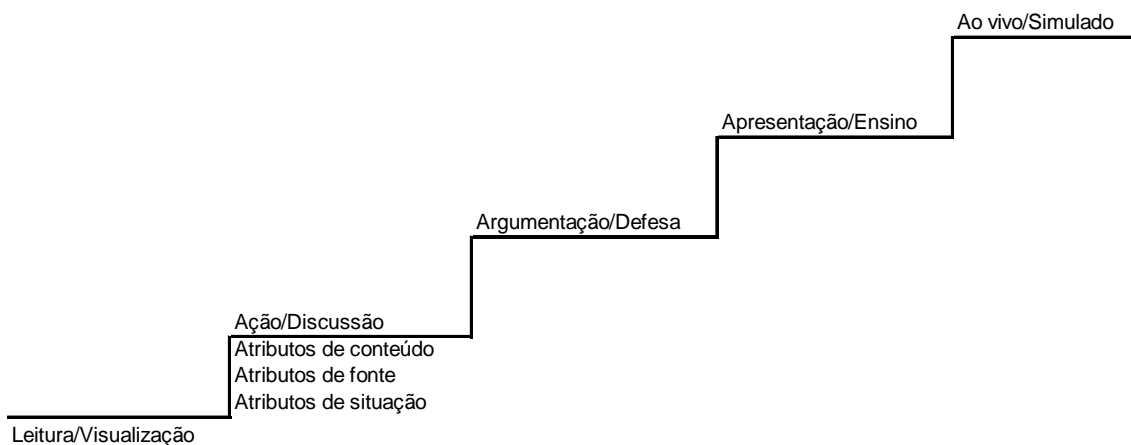 Ao vivo/Simulado
Apresentação/Ensino
Argumentação/Defesa
Ação/Discussão
Atributos de conteúdo
Atributos de fonte
Atributos de situação
Leitura/Visualização